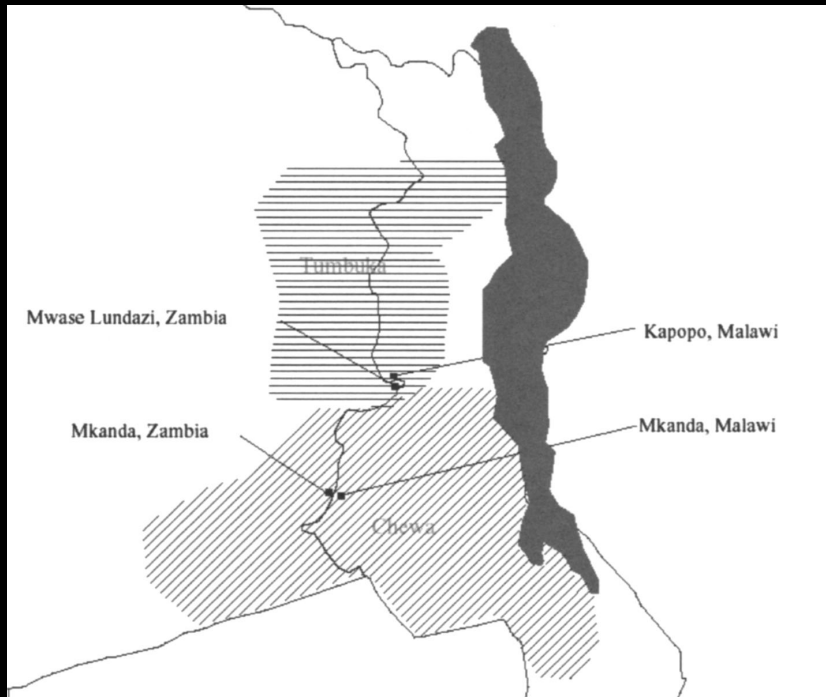 Tumbuka
Mwase Lundazi, Zambia
Kapopo, Malawi
Mkanda, Zambia
Mkanda, Malawi
Chewa